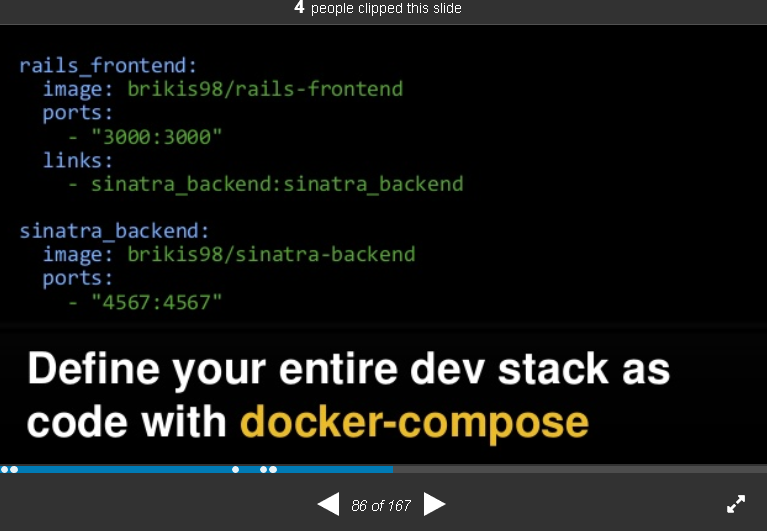 4 people clipped this slide
rails_frontend:
  image: brikis98/rails-frontend
  ports:
    - "3000:3000"
  links:
    - sinatra_backend:sinatra_backend
sinatra_backend:
  image: brikis98/sinatra-backend
  ports:
    - "4567:4567"
Define your entire dev stack as
code with docker-compose
86 of 167